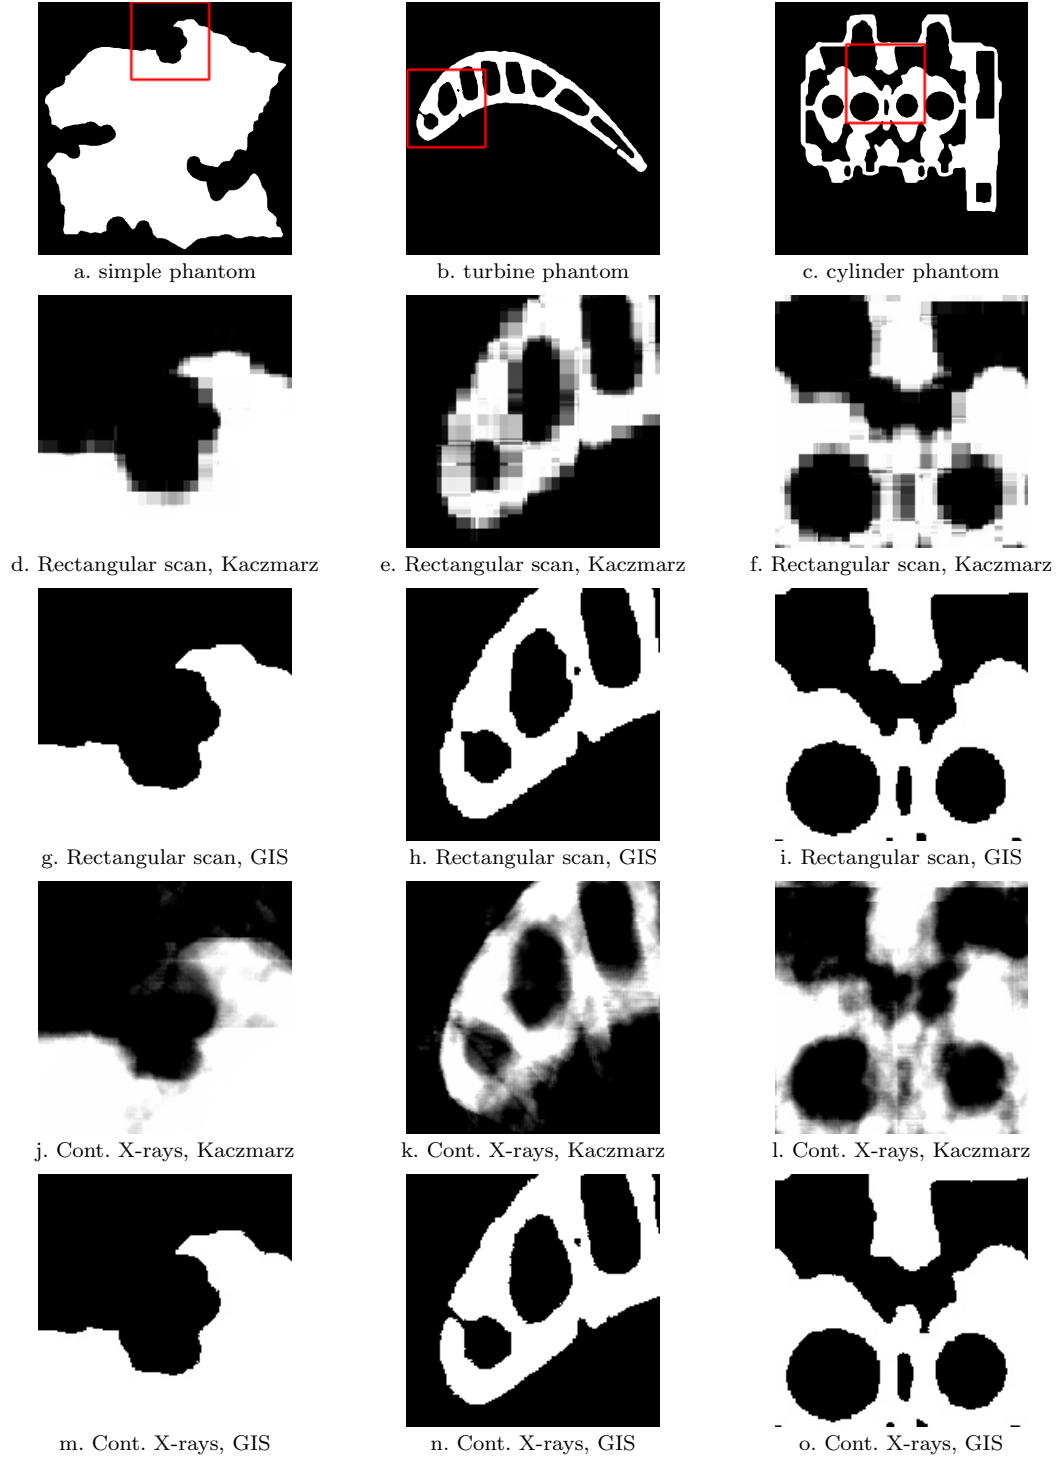 a. simple phantom
b. turbine phantom
c. cylinder phantom
d. Rectangular scan, Kaczmarz
e. Rectangular scan, Kaczmarz
f. Rectangular scan, Kaczmarz
g. Rectangular scan, GIS
h. Rectangular scan, GIS
i. Rectangular scan, GIS
j. Cont. X-rays, Kaczmarz
k. Cont. X-rays, Kaczmarz
l. Cont. X-rays, Kaczmarz
m. Cont. X-rays, GIS
n. Cont. X-rays, GIS
o. Cont. X-rays, GIS